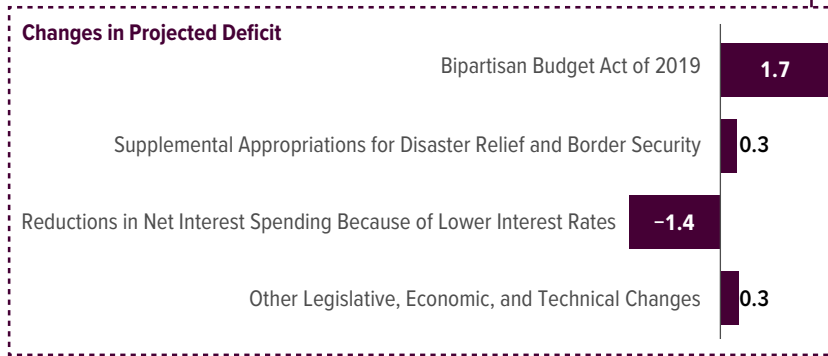 Changes in Projected Deficit
Bipartisan Budget Act of 2019
1.7
Supplemental Appropriations for Disaster Relief and Border Security
0.3
Reductions in Net Interest Spending Because of Lower Interest Rates
−1.4
Other Legislative, Economic, and Technical Changes
0.3